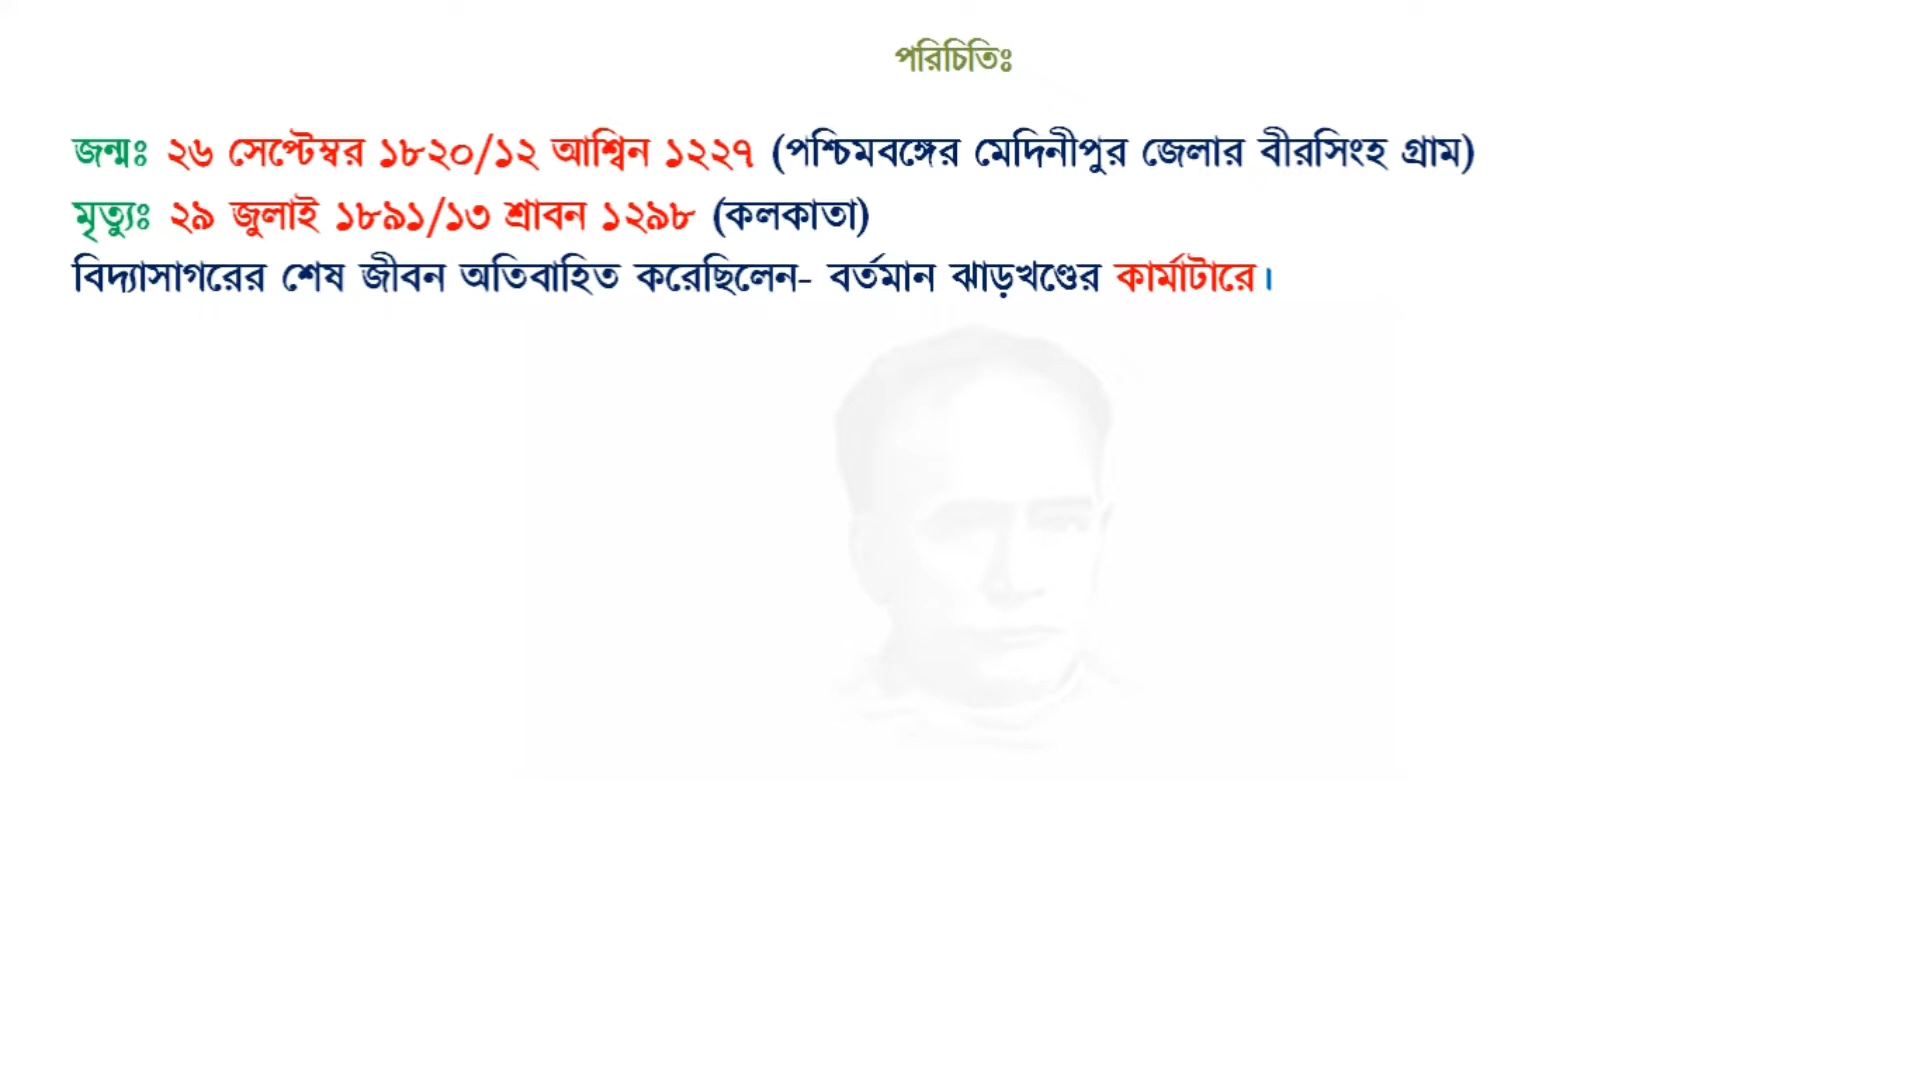 পরিচিতিঃ
জন্মঃ ২৬ সেপ্টেম্বর ১৮২০/১২ আশ্বিন ১২২৭ (পশ্চিমবঙ্গের মেদিনীপুর জেলার বীরসিংহ গ্রাম)
মৃত্যুঃ ২৯ জুলাই ১৮৯১/১৩ শ্রাবন ১২৯৮ (কলকাতা)
বিদ্যাসাগরের শেষ জীবন অতিবাহিত করেছিলেন- বর্তমান ঝাড়খণ্ডের কার্মাটারে।